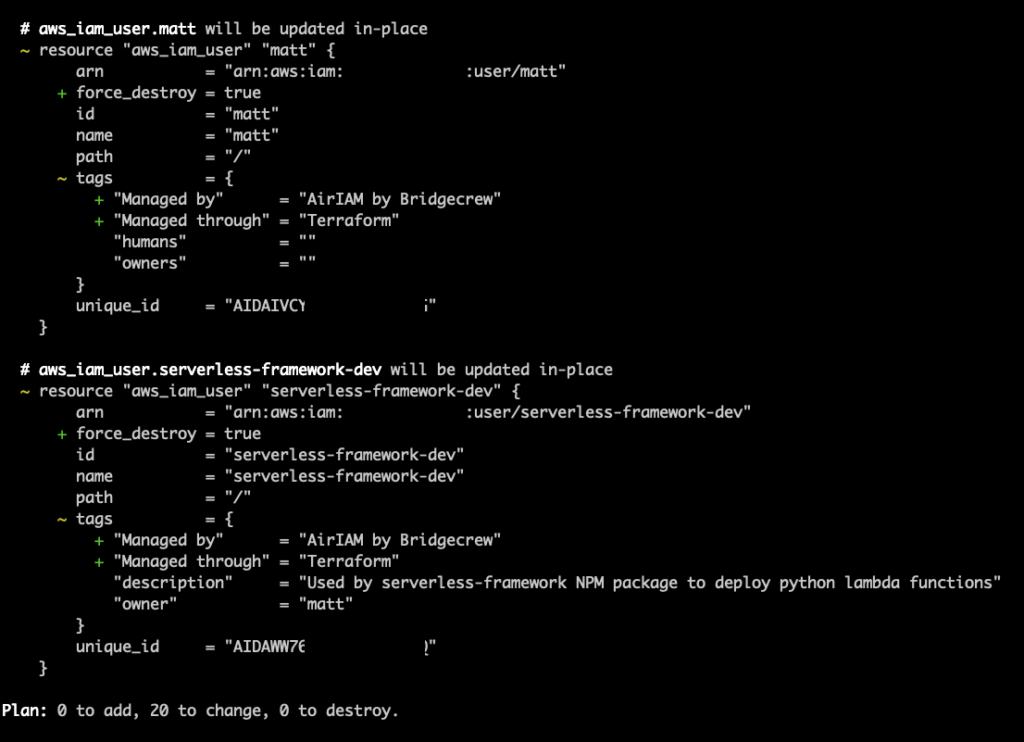 # aws_iam_user.matt will be updated in-place
~ resource "aws_iam_user" "matt" {
arn = "arn:aws:iam: :user/matt"
+ force_destroy = true
id = "matt"
name = "matt"
path = "/"
~ tags = {
+ "Managed by" = "AirIAM by Bridgecrew"
+ "Managed through" = "Terraform"
"humans" = ""
"owners" = ""
}
unique_id = "AIDAIVCY "
}
# aws_iam_user.serverless-framework-dev will be updated in-place
~ resource "aws_iam_user" "serverless-framework-dev" {
arn = "arn:aws:iam: :user/serverless-framework-dev"
+ force_destroy = true
id = "serverless-framework-dev"
name = "serverless-framework-dev"
path = "/"
~ tags = {
+ "Managed by" = "AirIAM by Bridgecrew"
+ "Managed through" = "Terraform"
"description" = "Used by serverless-framework NPM package to deploy python lambda functions"
"owner" = "matt"
}
unique_id = "AIDAWW76 "
}
Plan: 0 to add, 20 to change, 0 to destroy.